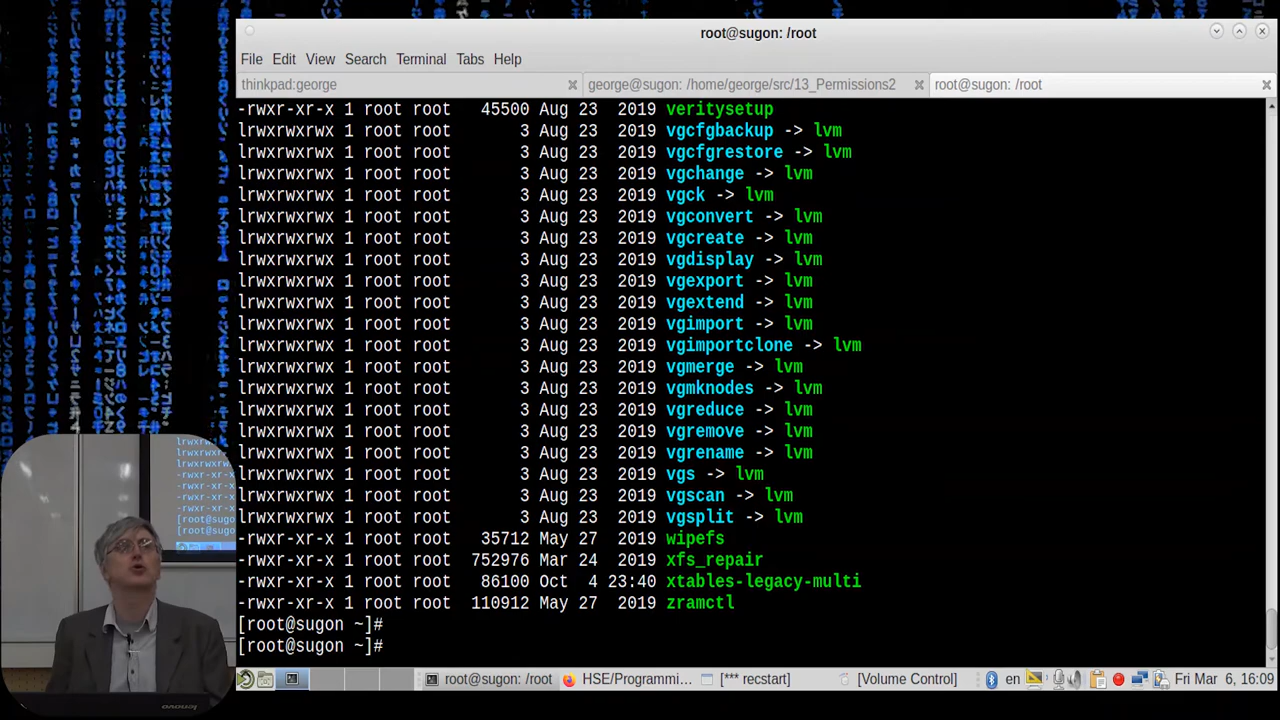 root@sugon: /root
File Edit View Search Terminal Tabs Help
thinkpad:george george@sugon: /home/george/src/13_Permissions2 root@sugon: /root
-rwxr-xr-x 1 root root 45500 Aug 23 2019 veritysetup
lrwxrwxrwx 1 root root 3 Aug 23 2019 vgcfgbackup -> lvm
lrwxrwxrwx 1 root root 3 Aug 23 2019 vgcfgrestore -> lvm
lrwxrwxrwx 1 root root 3 Aug 23 2019 vgchange -> lvm
lrwxrwxrwx 1 root root 3 Aug 23 2019 vgck -> lvm
lrwxrwxrwx 1 root root 3 Aug 23 2019 vgconvert -> lvm
lrwxrwxrwx 1 root root 3 Aug 23 2019 vgcreate -> lvm
lrwxrwxrwx 1 root root 3 Aug 23 2019 vgdisplay -> lvm
lrwxrwxrwx 1 root root 3 Aug 23 2019 vgexport -> lvm
lrwxrwxrwx 1 root root 3 Aug 23 2019 vgextend -> lvm
lrwxrwxrwx 1 root root 3 Aug 23 2019 vgimport -> lvm
lrwxrwxrwx 1 root root 3 Aug 23 2019 vgimportclone -> lvm
lrwxrwxrwx 1 root root 3 Aug 23 2019 vgmerge -> lvm
lrwxrwxrwx 1 root root 3 Aug 23 2019 vgmknodes -> lvm
lrwxrwxrwx 1 root root 3 Aug 23 2019 vgreduce -> lvm
lrwxrwxrwx 1 root root 3 Aug 23 2019 vgremove -> lvm
lrwxrwxrwx 1 root root 3 Aug 23 2019 vgrename -> lvm
lrwxrwxrwx 1 root root 3 Aug 23 2019 vgs -> lvm
lrwxrwxrwx 1 root root 3 Aug 23 2019 vgscan -> lvm
lrwxrwxrwx 1 root root 3 Aug 23 2019 vgsplit -> lvm
-rwxr-xr-x 1 root root 35712 May 27 2019 wipefs
-rwxr-xr-x 1 root root 752976 Mar 24 2019 xfs_repair
-rwxr-xr-x 1 root root 86100 Oct 4 23:40 xtables-legacy-multi
-rwxr-xr-x 1 root root 110912 May 27 2019 zramctl
[root@sugon ~]#
[root@sugon ~]#
root@sugon: /root HSE/Programmi... [*** recstart] [Volume Control] en Fri Mar 6, 16:09